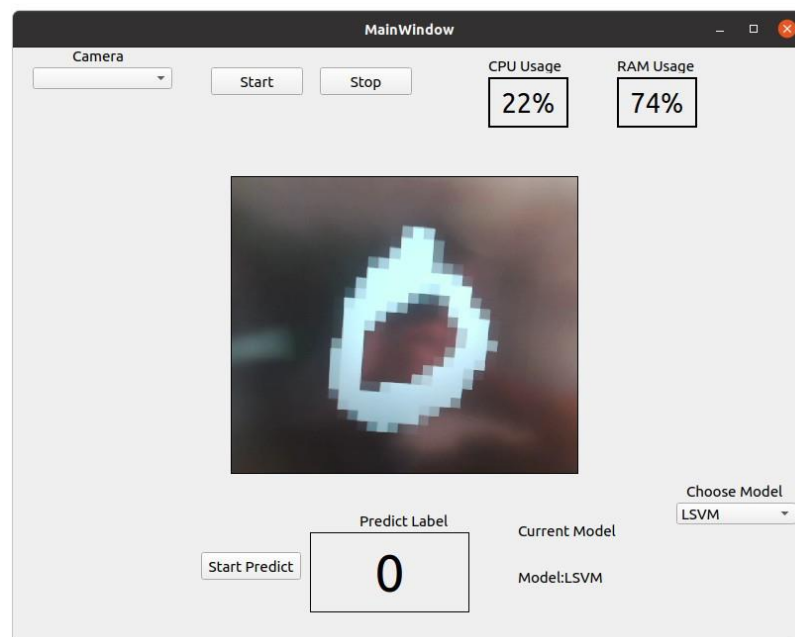 MainWindow
Camera
Start
Stop
CPU Usage
22%
RAM Usage
74%
0
Choose Model
LSVM
Predict Label
Current Model
Start Predict
0
Model:LSVM